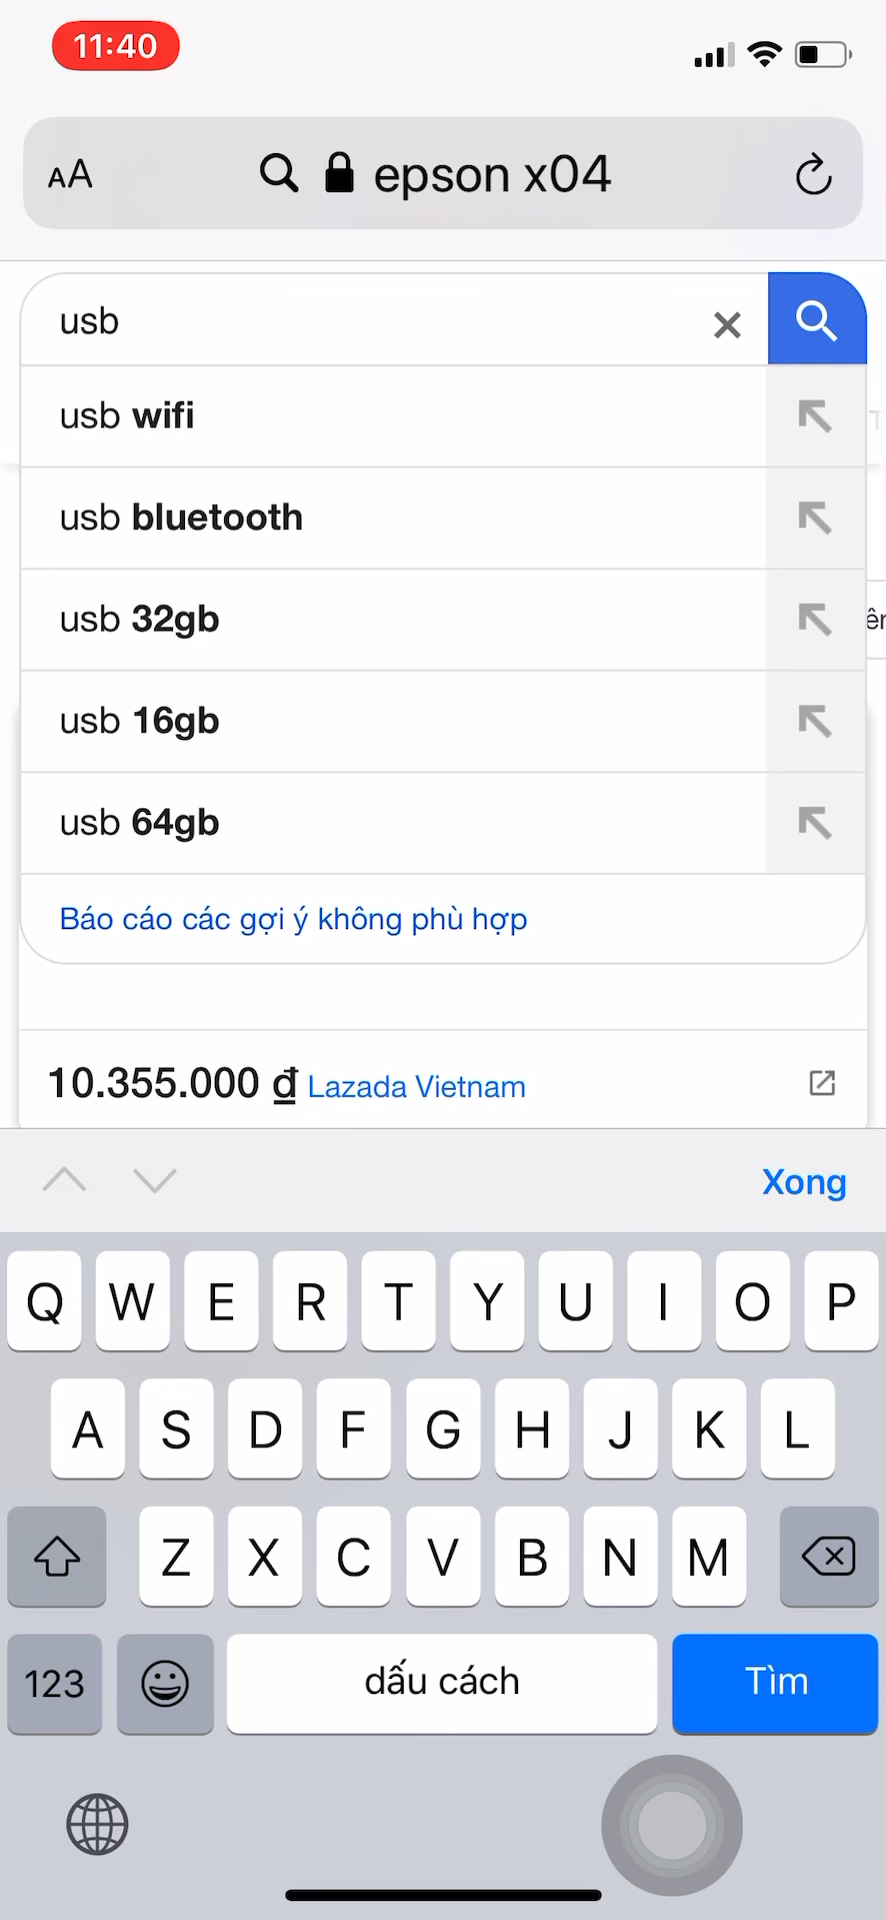 11:40
AA epson x04
usb
usb wifi
usb bluetooth
usb 32gb
usb 16gb
usb 64gb
Báo cáo các gợi ý không phù hợp
10.355.000 ₫ Lazada Vietnam
Xong
Q W E R T Y U I O P
A S D F G H J K L
Z X C V B N M
123 dấu cách Tìm